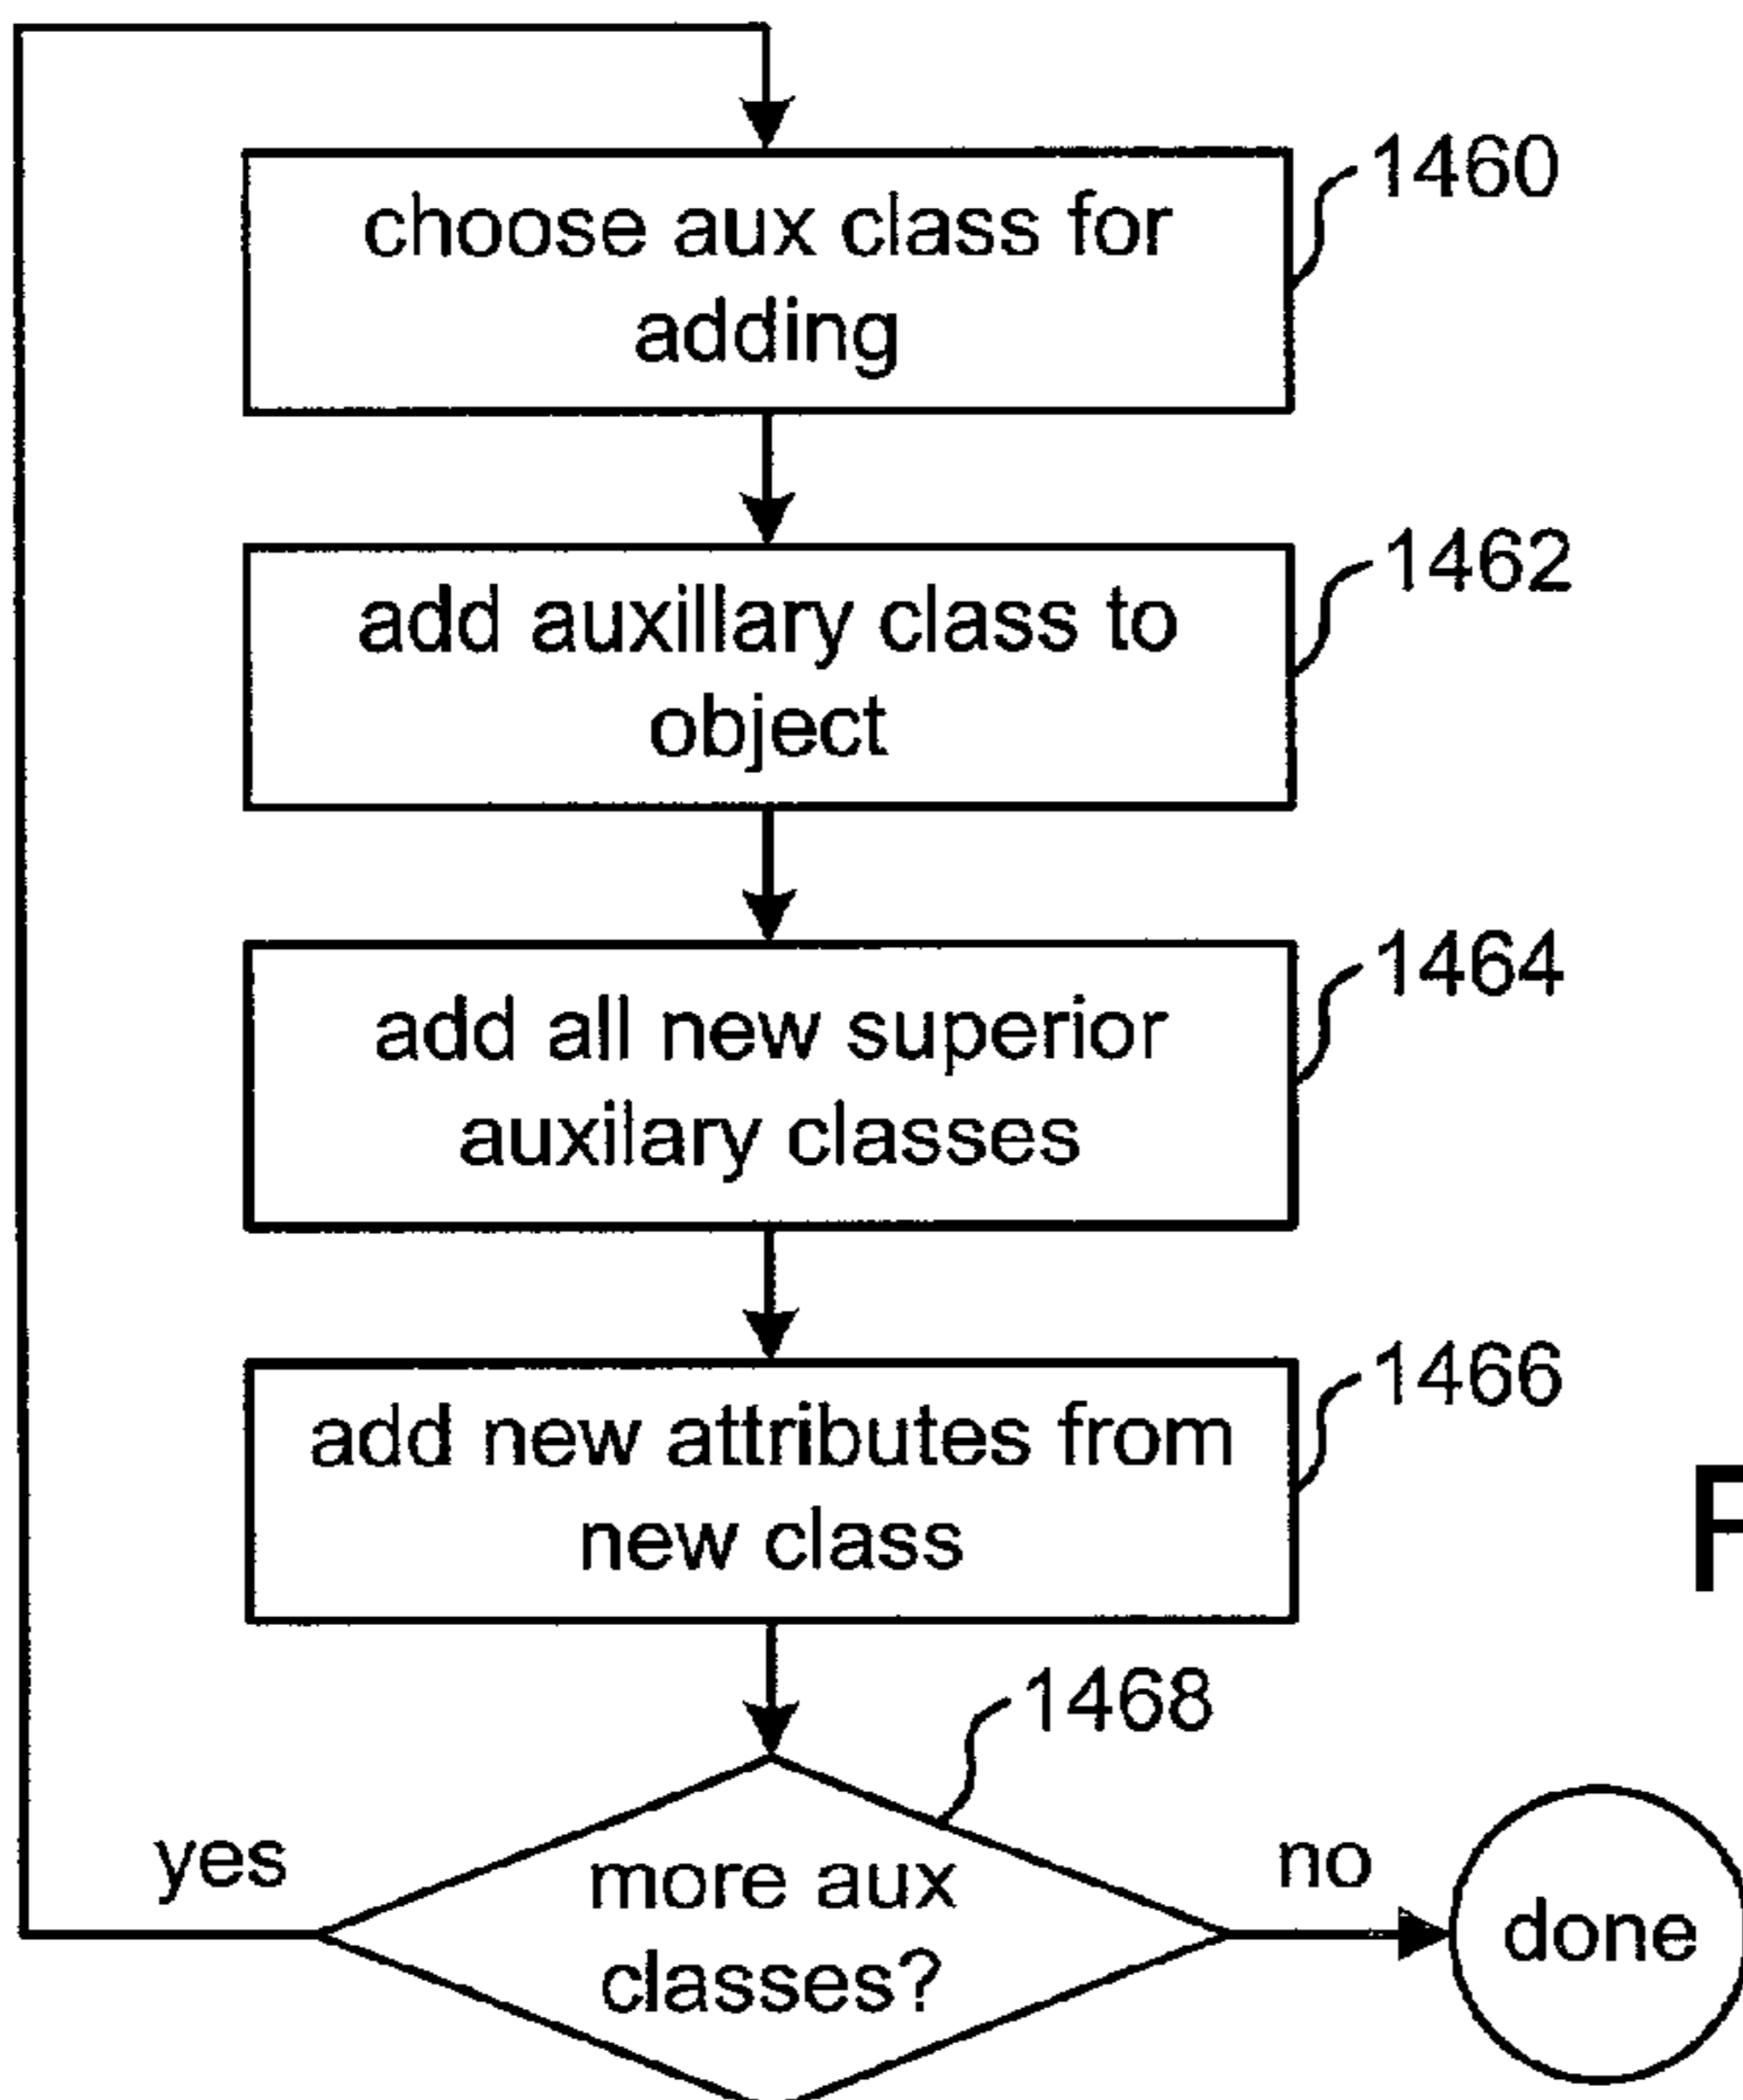 1460
choose aux class for
adding
1462
add auxillary class to
object
1464
add all new superior
auxilary classes
1466
add new attributes from
new class
F
1468
yes
more aux
classes?
no
done